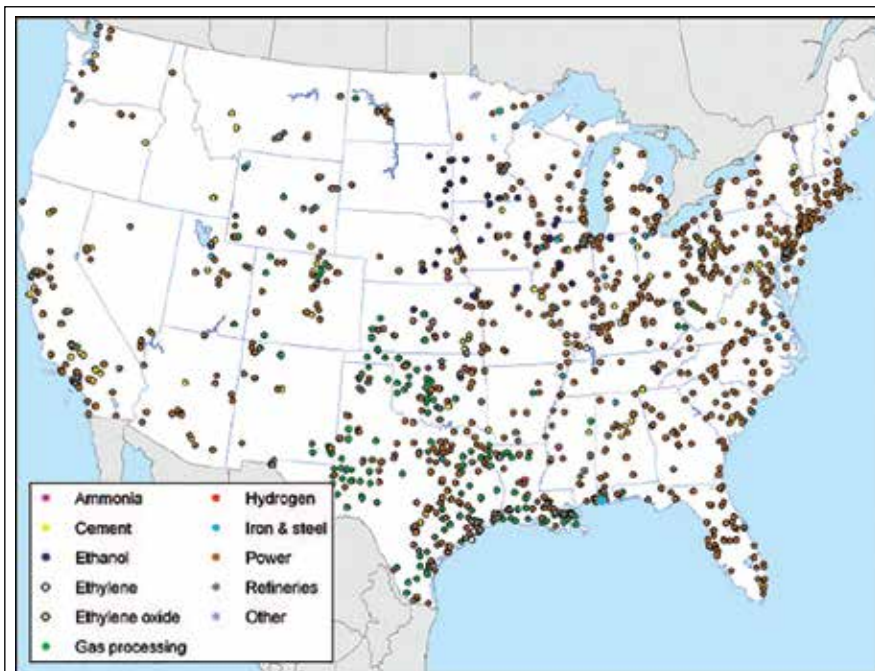 Ammonia
Cement
Ethanol
Ethylene
Ethylene oxide
Gas processing
Hydrogen
Iron & steel
Power
Refineries
Other